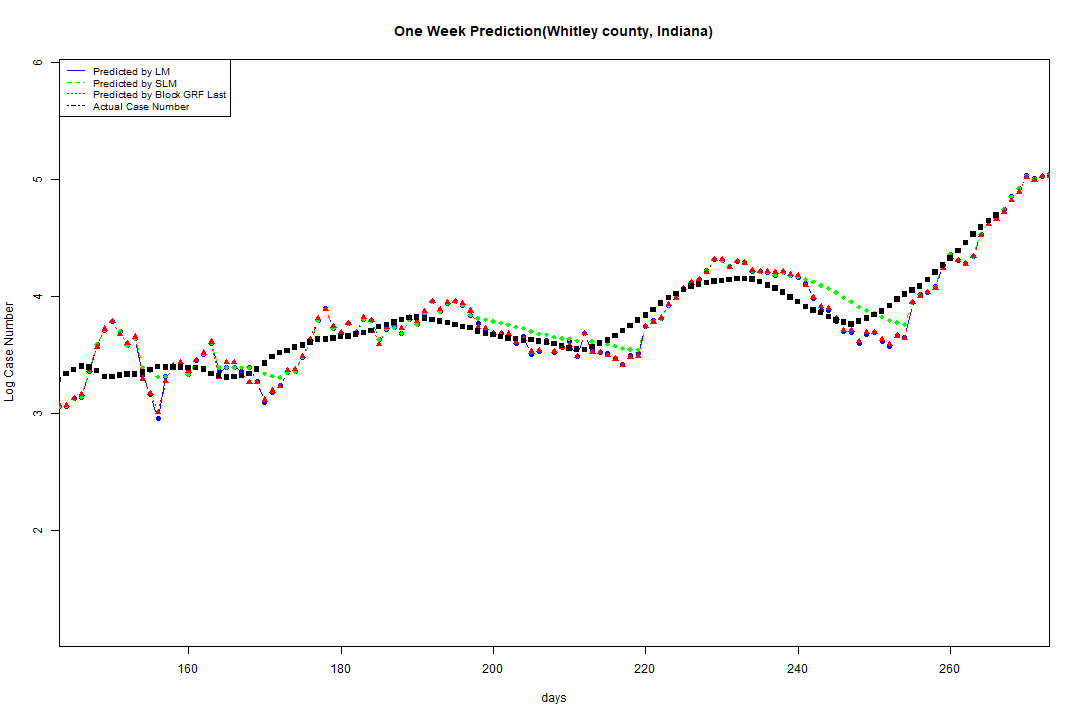 One Week Prediction(Whitley county, Indiana)
Predicted by LM
Predicted by SLM
Predicted by Block GRF Last
Actual Case Number
6
5
4
3
2
Log Case Number
160 180 200 220 240 260
days